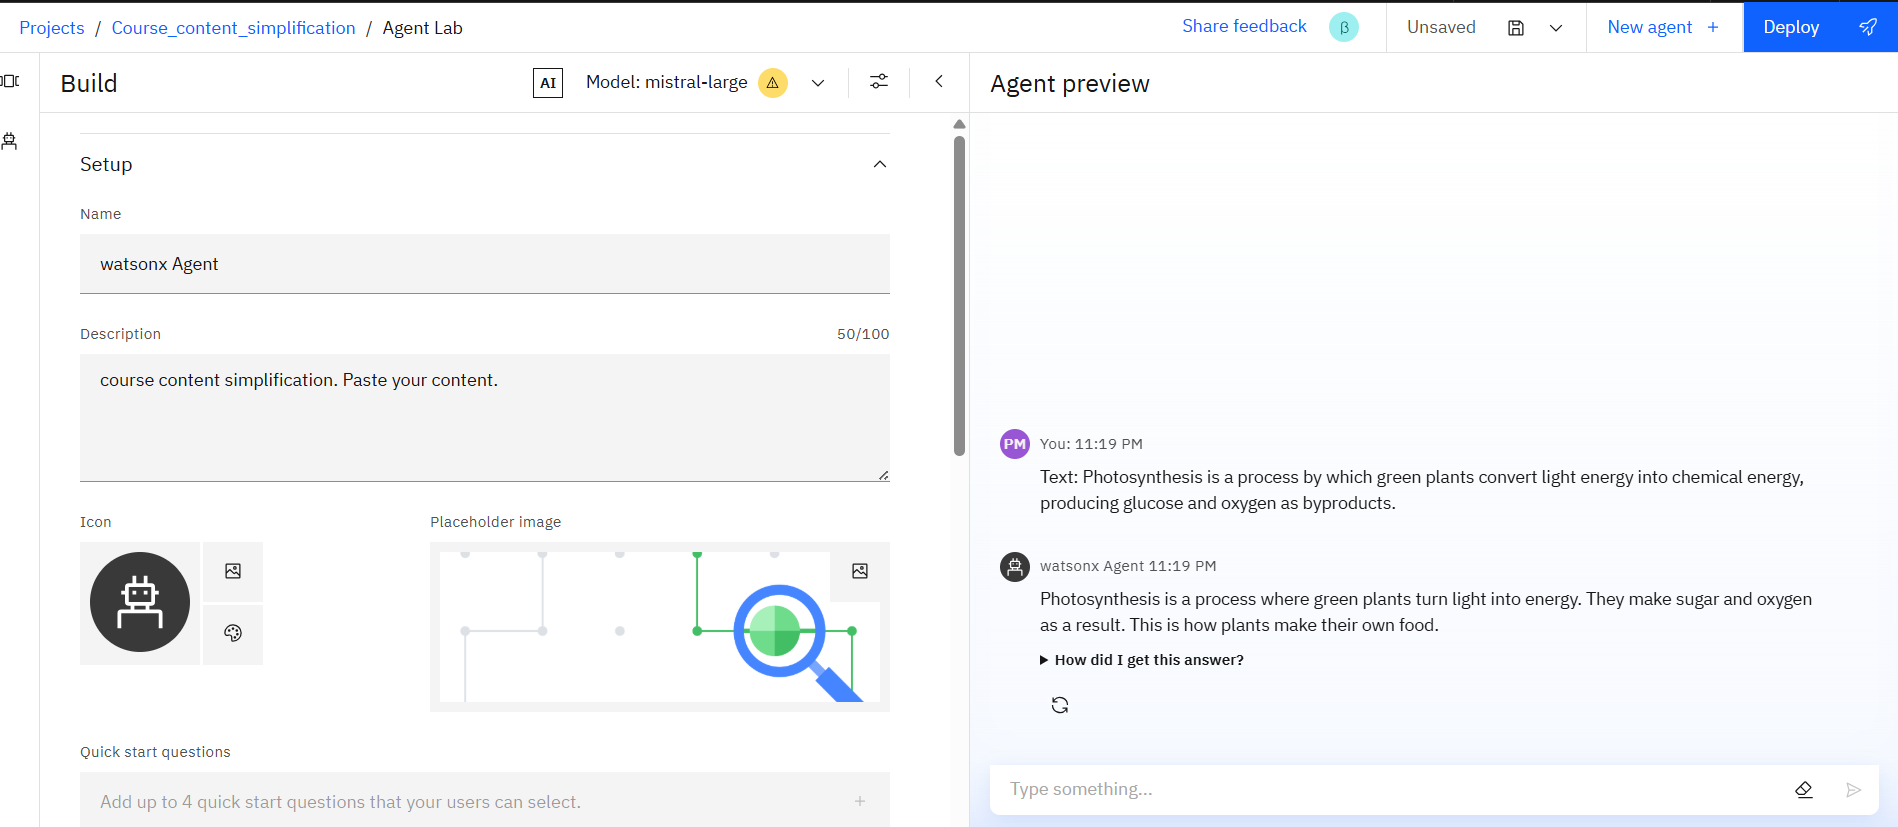 Projects / Course_content_simplification / Agent Lab
Share feedback β Unsaved New agent + Deploy
Build
AI Model: mistral-large
Agent preview
Setup
Name
watsonx Agent
Description 50/100
course content simplification. Paste your content.
Icon Placeholder image
Quick start questions
Add up to 4 quick start questions that your users can select. +
PM You: 11:19 PM
Text: Photosynthesis is a process by which green plants convert light energy into chemical energy,
producing glucose and oxygen as byproducts.
watsonx Agent 11:19 PM
Photosynthesis is a process where green plants turn light into energy. They make sugar and oxygen
as a result. This is how plants make their own food.
How did I get this answer?
Type something...